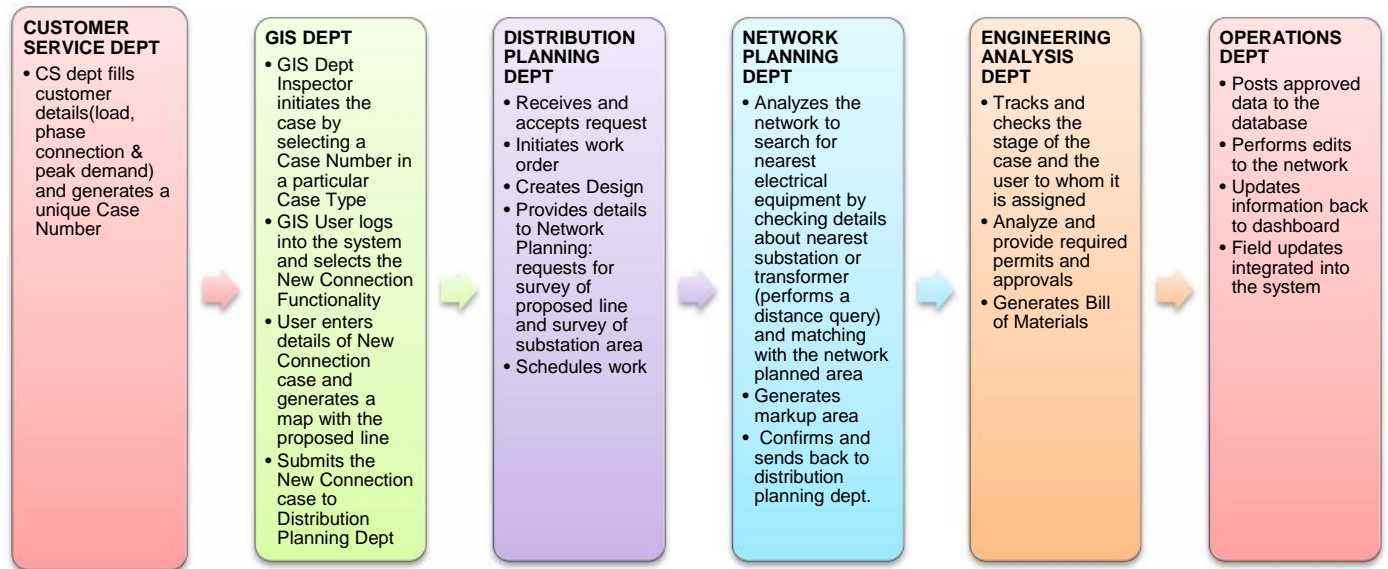 CUSTOMER
SERVICE DEPT
• CS dept fills
customer
details(load,
phase
connection &
peak demand)
and generates a
unique Case
Number
GIS DEPT
• GIS Dept
Inspector
initiates the
case by
selecting a
Case Number in
a particular
Case Type
• GIS User logs
into the system
and selects the
New Connection
Functionality
• User enters
details of New
Connection
case and
generates a
map with the
proposed line
• Submits the
New Connection
case to
Distribution
Planning Dept
DISTRIBUTION
PLANNING
DEPT
• Receives and
accepts request
• Initiates work
order
• Creates Design
• Provides details
to Network
Planning:
requests for
survey of
proposed line
and survey of
substation area
• Schedules work
NETWORK
PLANNING
DEPT
• Analyzes the
network to
search for
nearest
electrical
equipment by
checking details
about nearest
substation or
transformer
(performs a
distance query)
and matching
with the network
planned area
• Generates
markup area
• Confirms and
sends back to
distribution
planning dept.
ENGINEERING
ANALYSIS
DEPT
• Tracks and
checks the
stage of the
case and the
user to whom it
is assigned
• Analyze and
provide required
permits and
approvals
• Generates Bill
of Materials
OPERATIONS
DEPT
• Posts approved
data to the
database
• Performs edits
to the network
• Updates
information back
to dashboard
• Field updates
integrated into
the system